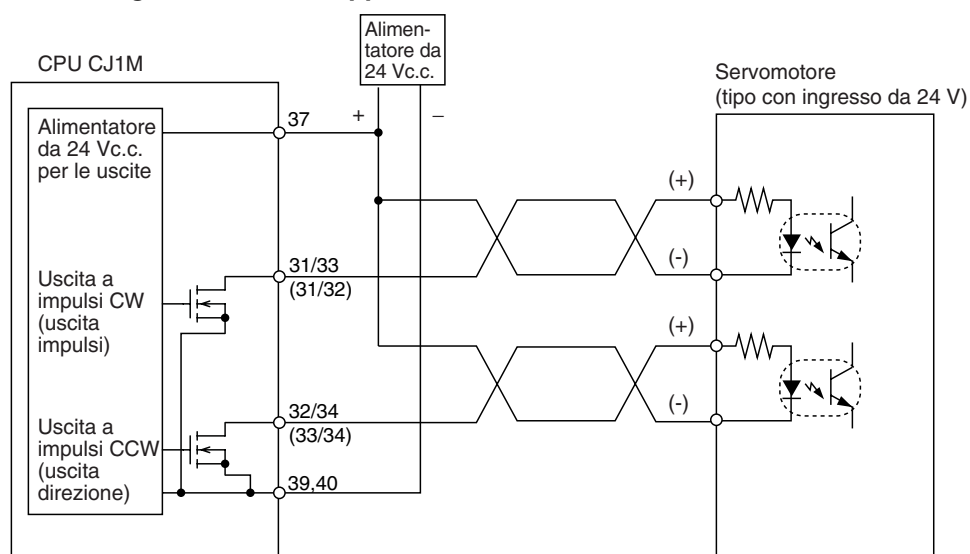 Alimen-
tatore da
24 Vc.c.
CPU CJ1M
Servomotore
(tipo con ingresso da 24 V)
Alimentatore
da 24 Vc.c.
per le uscite
37
+
−
(+)
(-)
Uscita a
impulsi CW
(uscita
impulsi)
31/33
(31/32)
(+)
(-)
Uscita a
impulsi CCW
(uscita
direzione)
32/34
(33/34)
39,40